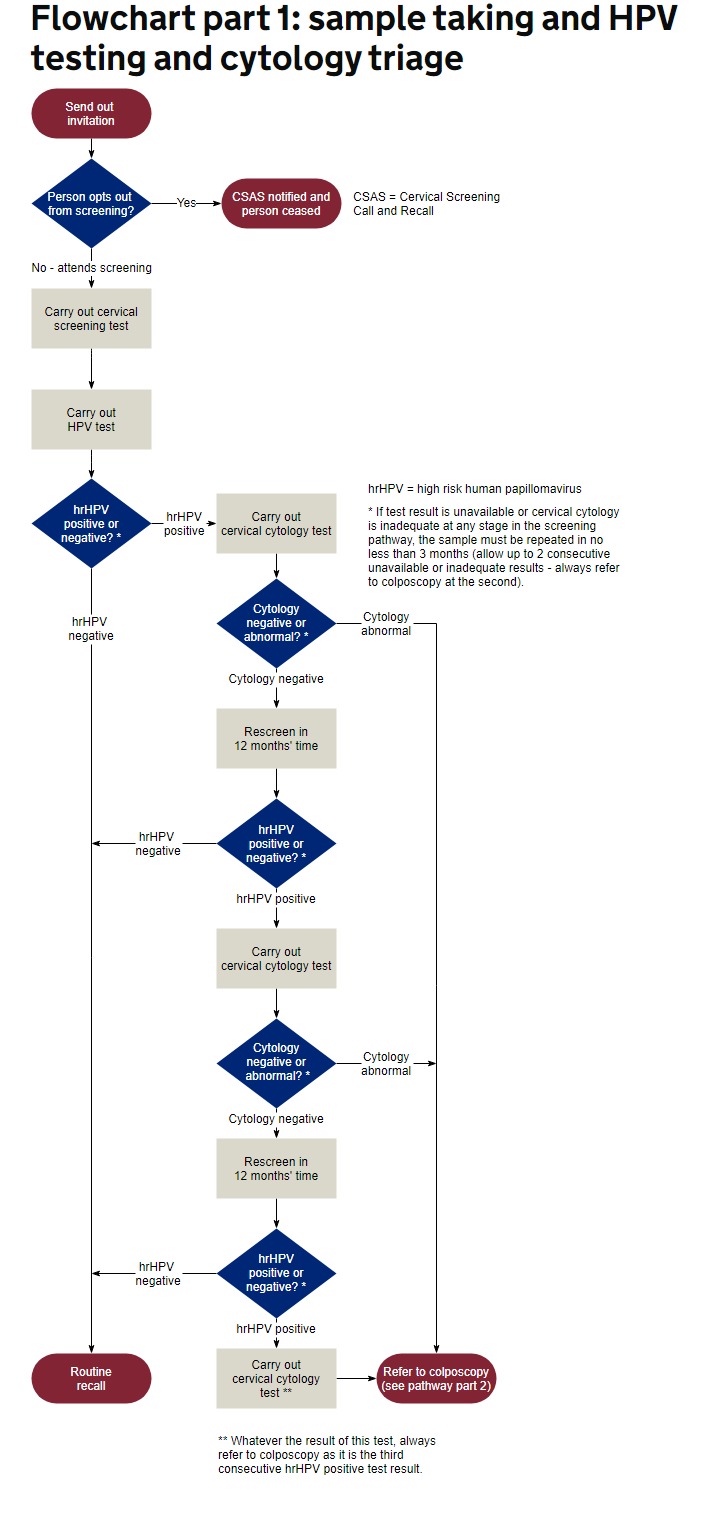 Flowchart part 1: sample taking and HPV
testing and cytology triage
Send out
invitation
Person opts out
from screening?
Yes
CSAS notified and
person ceased
CSAS = Cervical Screening
Call and Recall
No - attends screening
Carry out cervical
screening test
Carry out
HPV test
hrHPV
positive or
negative? *
hrHPV
positive
Carry out
cervical cytology test
hrHPV = high risk human papillomavirus
* If test result is unavailable or cervical cytology
is inadequate at any stage in the screening
pathway, the sample must be repeated in no
less than 3 months (allow up to 2 consecutive
unavailable or inadequate results - always refer
to colposcopy at the second).
hrHPV
negative
Cytology
negative or
abnormal? *
Cytology
abnormal
Cytology negative
Rescreen in
12 months' time
hrHPV
positive or
negative? *
hrHPV
negative
hrHPV positive
Carry out
cervical cytology test
Cytology
negative or
abnormal? *
Cytology
abnormal
Cytology negative
Rescreen in
12 months' time
hrHPV
positive or
negative? *
hrHPV
negative
hrHPV positive
Routine
recall
Carry out
cervical cytology
test **
Refer to colposcopy
(see pathway part 2)
** Whatever the result of this test, always
refer to colposcopy as it is the third
consecutive hrHPV positive test result.